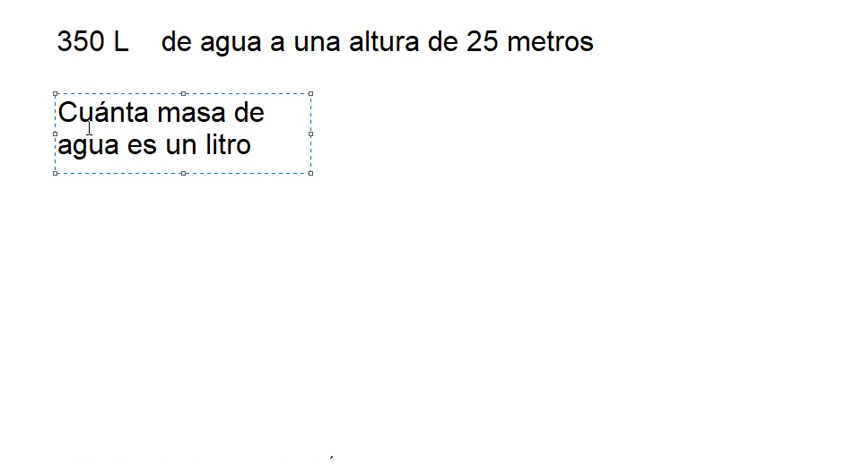 350 L de agua a una altura de 25 metros
Cuánta masa de
agua es un litro